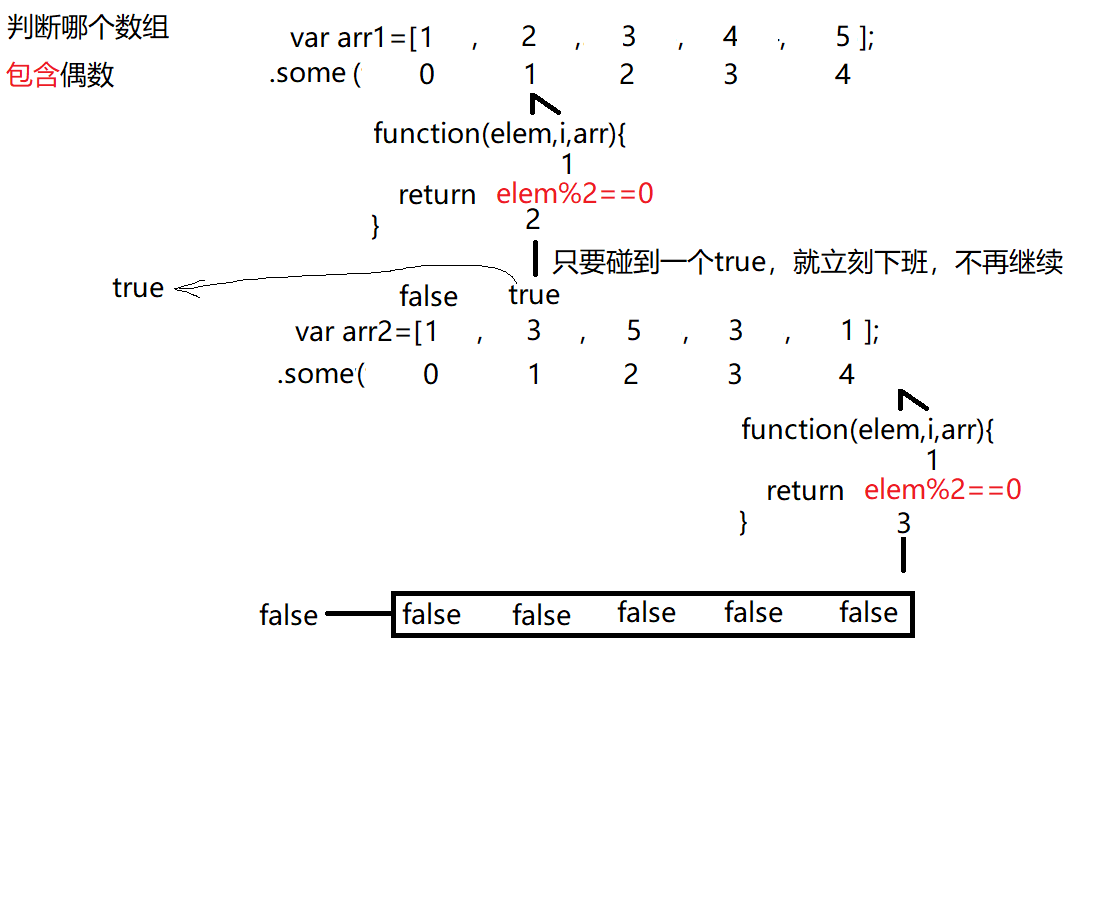 判断哪个数组
包含偶数
var arr1=[1 , 2 , 3 , 4 , 5 ];
.some ( 0 1 2 3 4
function(elem,i,arr){
1
return elem%2==0
} 2
只要碰到一个true，就立刻下班，不再继续
true false true
var arr2=[1 , 3 , 5 , 3 , 1 ];
.some( 0 1 2 3 4
function(elem,i,arr){
1
return elem%2==0
} 3
false false false false false false